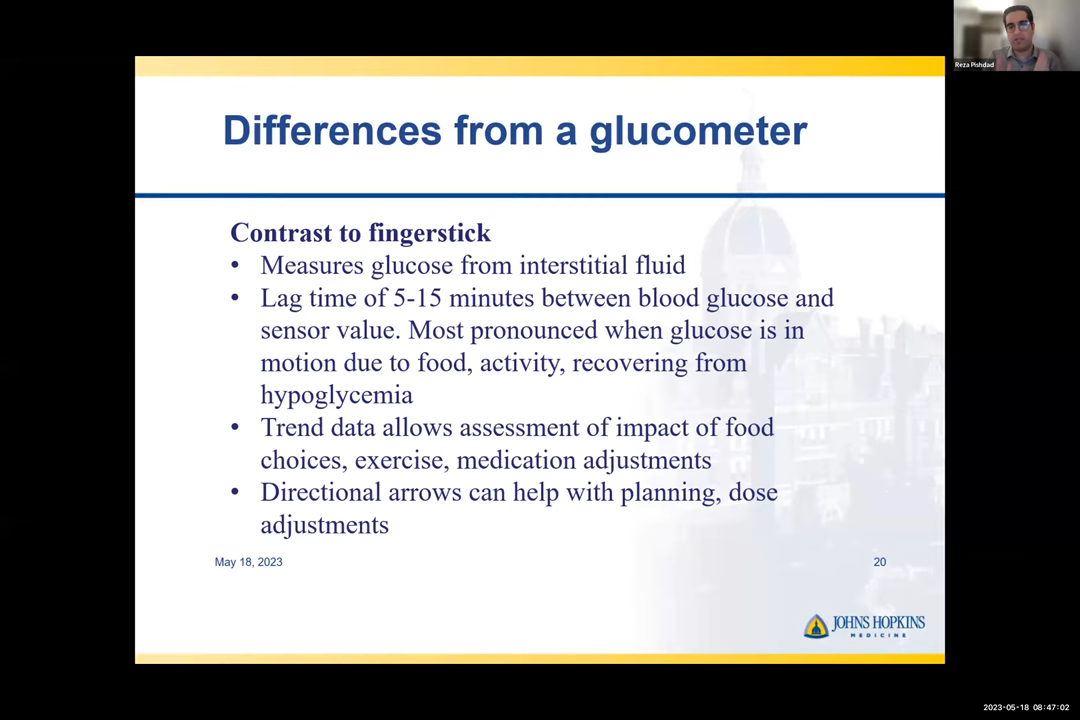 Reza Pishdad
Differences from a glucometer
Contrast to fingerstick
• Measures glucose from interstitial fluid
• Lag time of 5-15 minutes between blood glucose and
sensor value. Most pronounced when glucose is in
motion due to food, activity, recovering from
hypoglycemia
• Trend data allows assessment of impact of food
choices, exercise, medication adjustments
• Directional arrows can help with planning, dose
adjustments
May 18, 2023
20
JOHNS HOPKINS
MEDICINE
2023-05-18 08:47:02